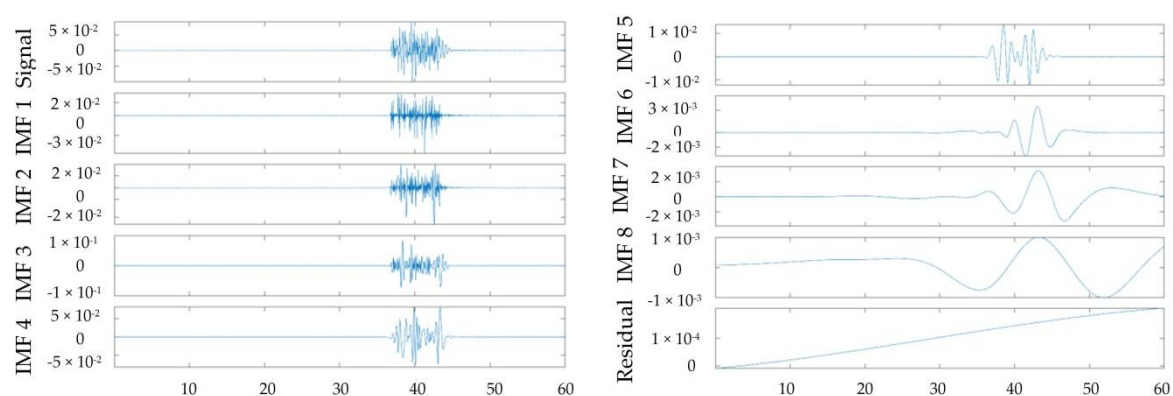 Signal
5 × 10⁻²
0
-5 × 10⁻²
IMF 1
2 × 10⁻²
0
-3 × 10⁻²
IMF 2
2 × 10⁻²
0
-2 × 10⁻²
IMF 3
1 × 10⁻¹
0
-1 × 10⁻¹
IMF 4
5 × 10⁻²
0
-5 × 10⁻²
10 20 30 40 50 60
IMF 5
1 × 10⁻²
0
-1 × 10⁻²
IMF 6
3 × 10⁻³
0
-2 × 10⁻³
IMF 7
2 × 10⁻³
0
-2 × 10⁻³
IMF 8
1 × 10⁻³
0
-1 × 10⁻³
Residual
1 × 10⁻⁴
0
10 20 30 40 50 60